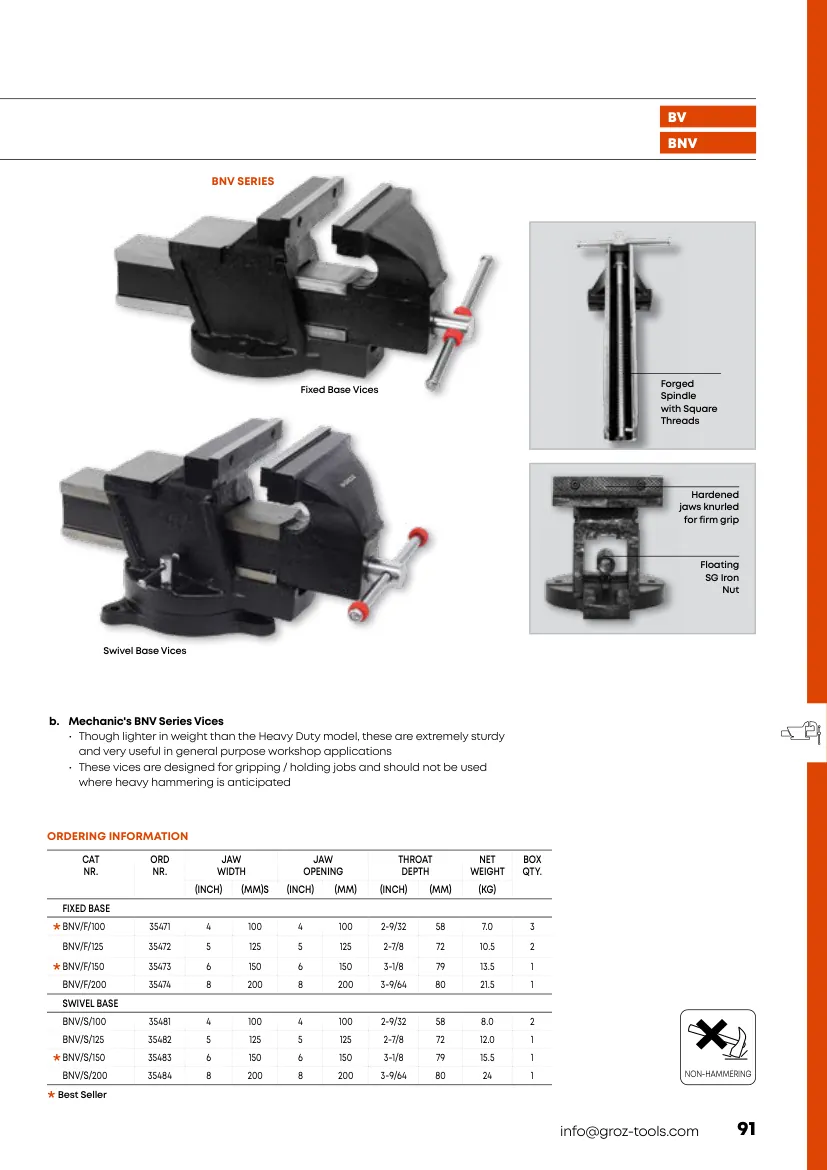 BV
BNV
BNV SERIES
Fixed Base Vices
Forged
Spindle
with Square
Threads
Hardened
jaws knurled
for firm grip
Floating
SG Iron
Nut
Swivel Base Vices
b. Mechanic's BNV Series Vices
· Though lighter in weight than the Heavy Duty model, these are extremely sturdy
and very useful in general purpose workshop applications
· These vices are designed for gripping / holding jobs and should not be used
where heavy hammering is anticipated
ORDERING INFORMATION
CAT NR. ORD NR. JAW WIDTH JAW OPENING THROAT DEPTH NET WEIGHT BOX QTY.
(INCH) (MM)S (INCH) (MM) (INCH) (MM) (KG)
FIXED BASE
* BNV/F/100 35471 4 100 4 100 2-9/32 58 7.0 3
BNV/F/125 35472 5 125 5 125 2-7/8 72 10.5 2
* BNV/F/150 35473 6 150 6 150 3-1/8 79 13.5 1
BNV/F/200 35474 8 200 8 200 3-9/64 80 21.5 1
SWIVEL BASE
BNV/S/100 35481 4 100 4 100 2-9/32 58 8.0 2
BNV/S/125 35482 5 125 5 125 2-7/8 72 12.0 1
* BNV/S/150 35483 6 150 6 150 3-1/8 79 15.5 1
BNV/S/200 35484 8 200 8 200 3-9/64 80 24 1
* Best Seller
NON-HAMMERING
info@groz-tools.com 91